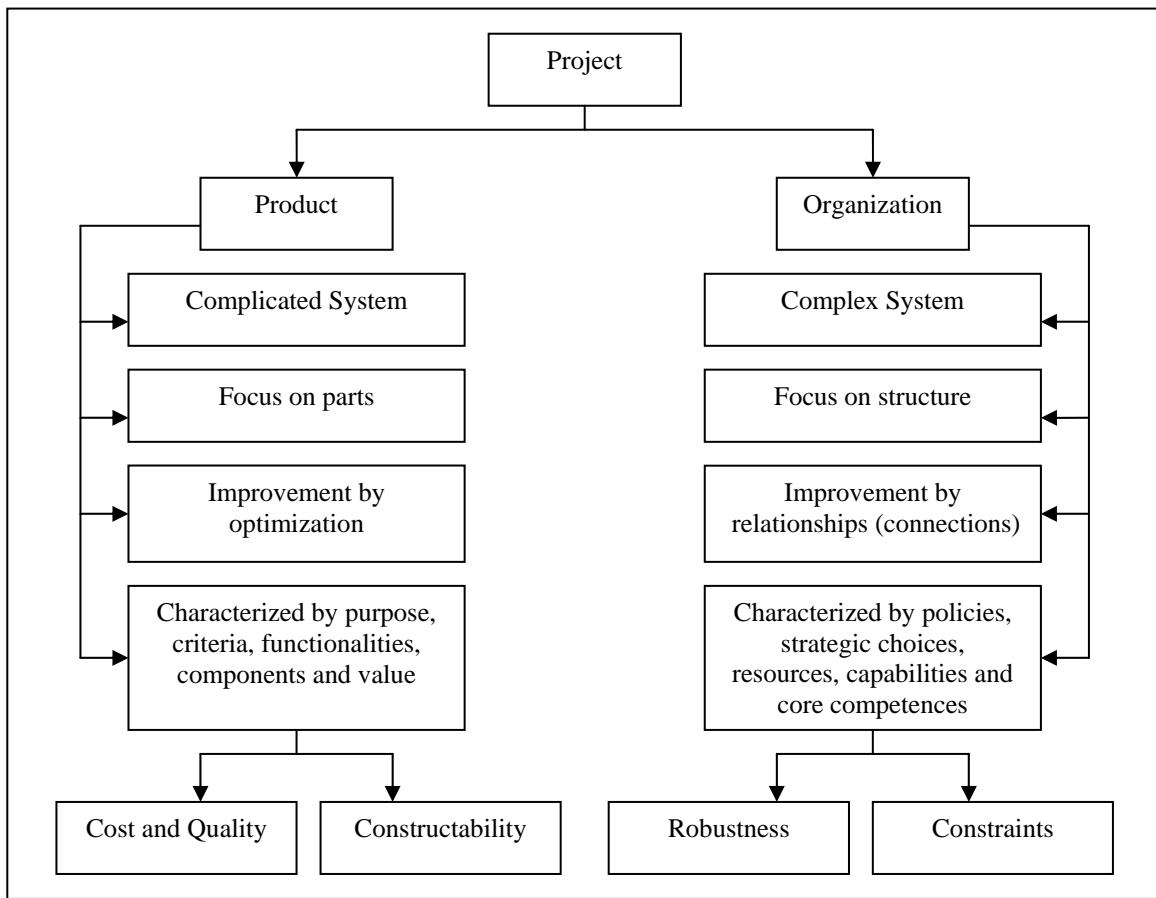 Project
Product
Organization
Complicated System
Complex System
Focus on parts
Focus on structure
Improvement by
optimization
Improvement by
relationships (connections)
Characterized by purpose,
criteria, functionalities,
components and value
Characterized by policies,
strategic choices,
resources, capabilities and
core competences
Cost and Quality
Constructability
Robustness
Constraints